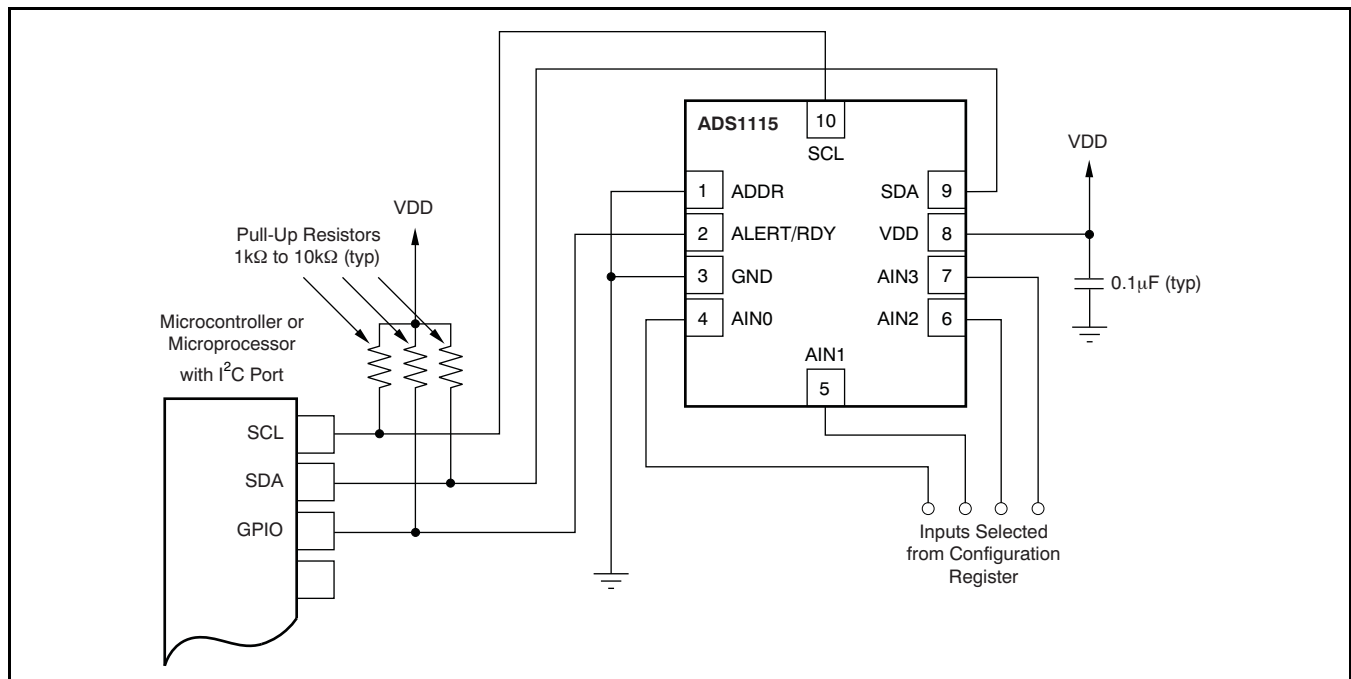 ADS1115
10
SCL
1
ADDR
2
ALERT/RDY
3
GND
4
AIN0
AIN1
5
SDA
9
VDD
8
AIN3
7
AIN2
6
VDD
0.1μF (typ)
VDD
Pull-Up Resistors
1kΩ to 10kΩ (typ)
Microcontroller or
Microprocessor
with I²C Port
SCL
SDA
GPIO
Inputs Selected
from Configuration
Register